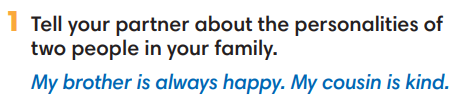 1 Tell your partner about the personalities of
two people in your family.
My brother is always happy. My cousin is kind.